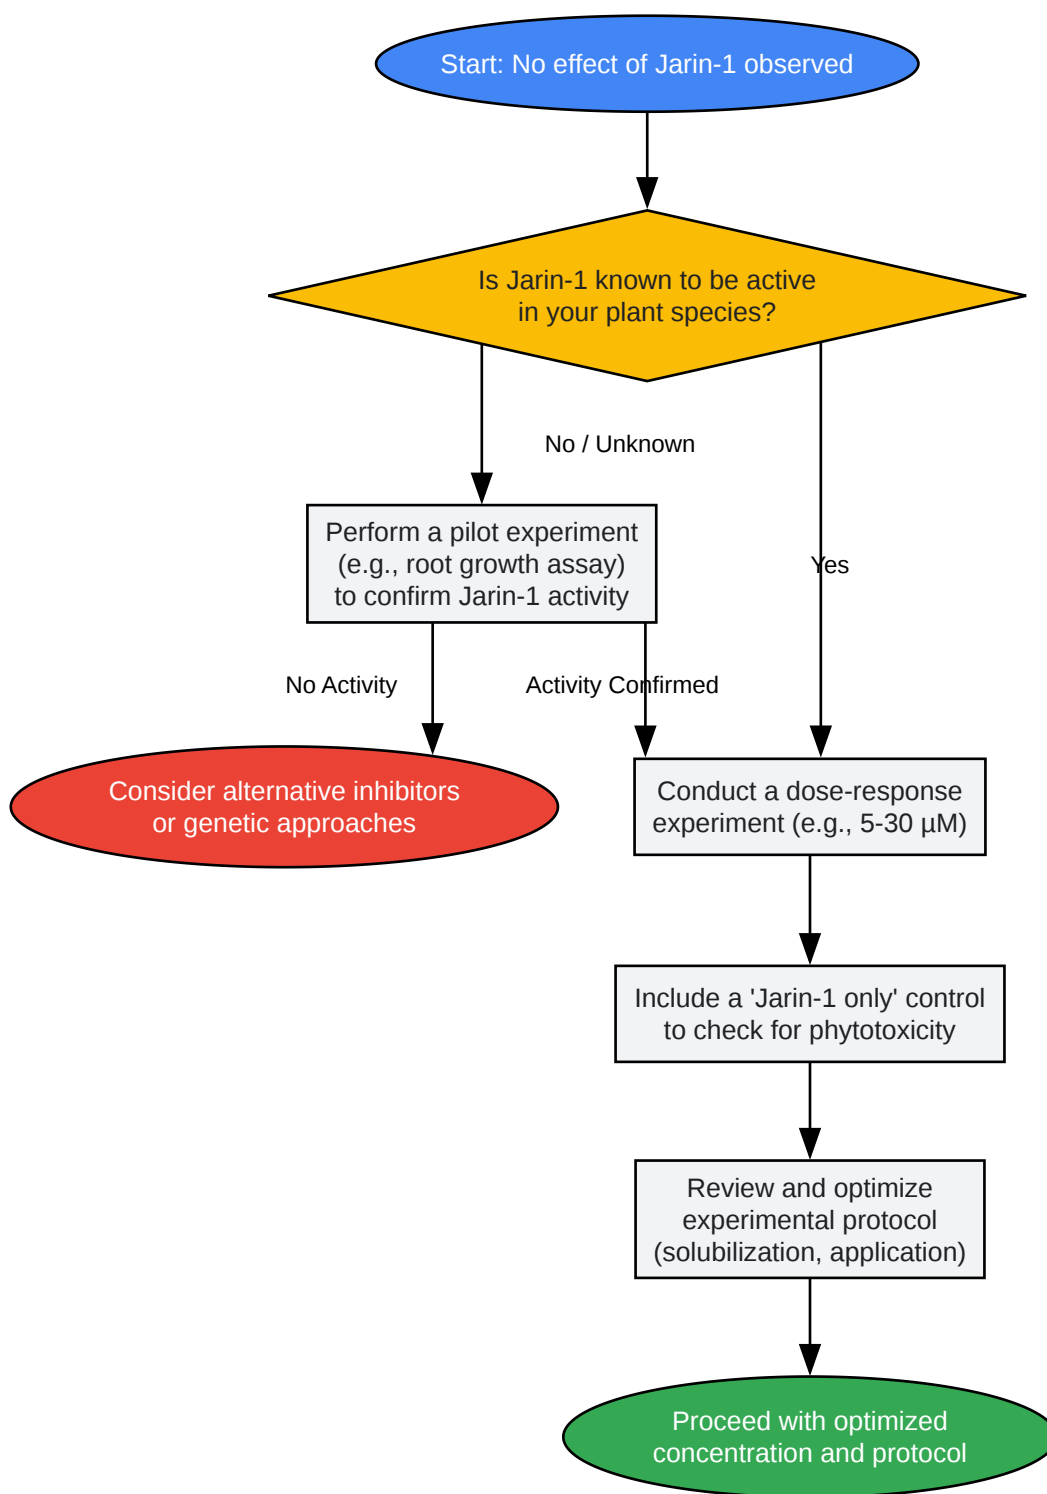 Start: No effect of Jarin-1 observed
Is Jarin-1 known to be active
in your plant species?
No / Unknown
Perform a pilot experiment
(e.g., root growth assay)
to confirm Jarin-1 activity
Yes
No Activity
Activity Confirmed
Consider alternative inhibitors
or genetic approaches
Conduct a dose-response
experiment (e.g., 5-30 µM)
Include a 'Jarin-1 only' control
to check for phytotoxicity
Review and optimize
experimental protocol
(solubilization, application)
Proceed with optimized
concentration and protocol